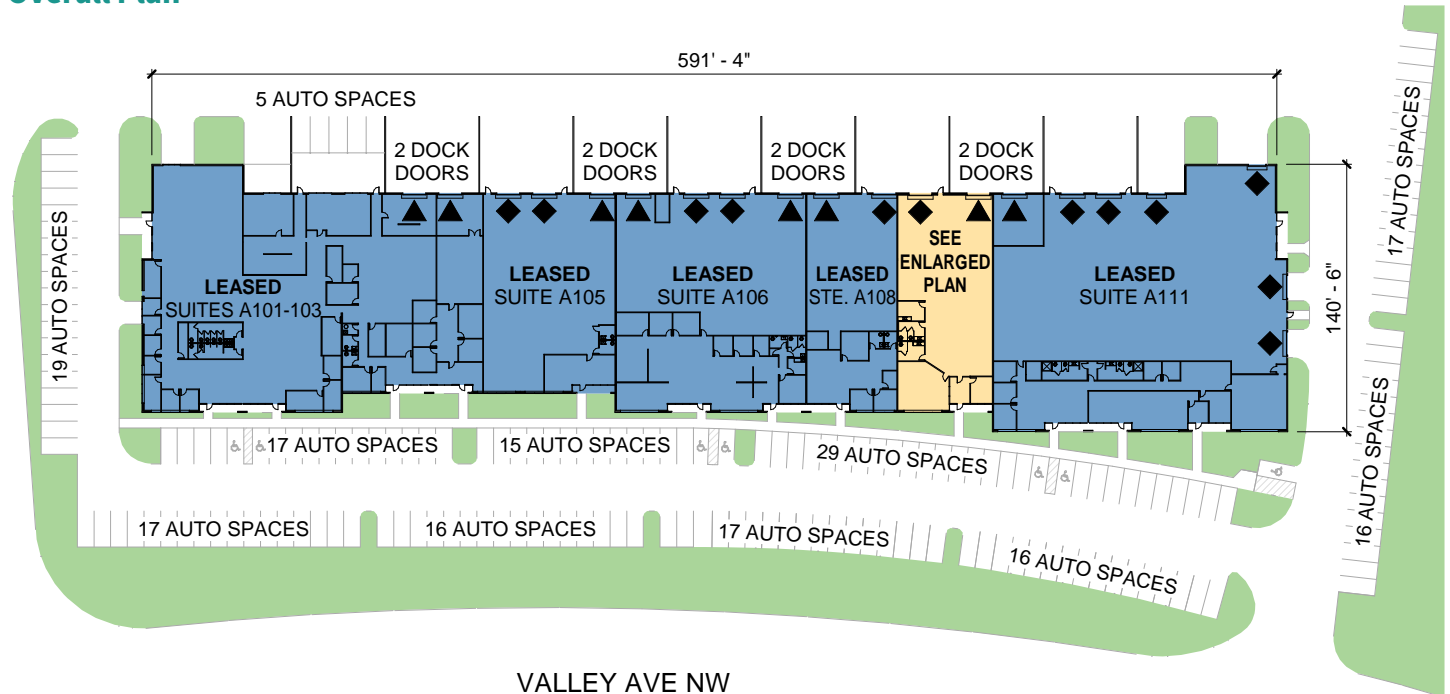 Overall Plan
591' - 4"
5 AUTO SPACES
2 DOCK
DOORS
2 DOCK
DOORS
2 DOCK
DOORS
2 DOCK
DOORS
17 AUTO SPACES
19 AUTO SPACES
LEASED
SUITES A101-103
LEASED
SUITE A105
LEASED
SUITE A106
LEASED
STE. A108
SEE
ENLARGED
PLAN
LEASED
SUITE A111
140' - 6"
17 AUTO SPACES
15 AUTO SPACES
29 AUTO SPACES
16 AUTO SPACES
17 AUTO SPACES
16 AUTO SPACES
17 AUTO SPACES
16 AUTO SPACES
VALLEY AVE NW